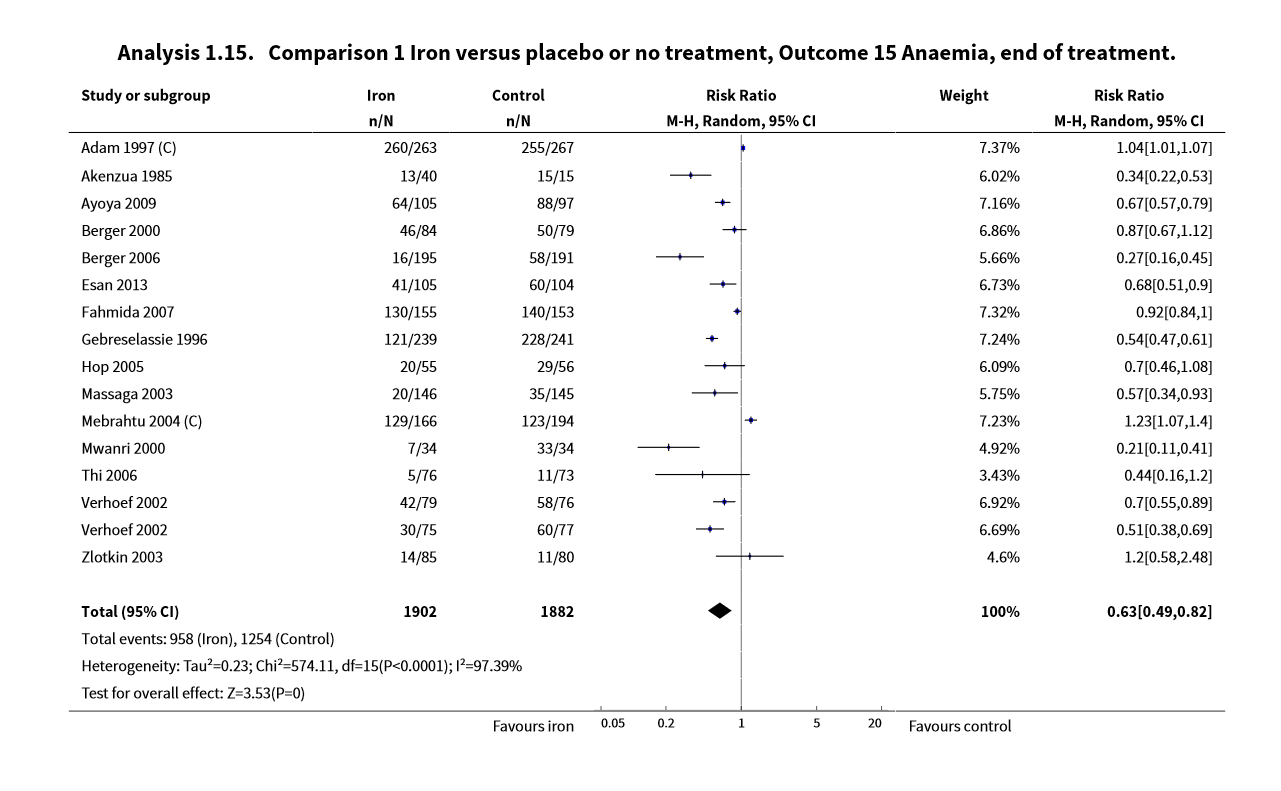 Analysis 1.15. Comparison 1 Iron versus placebo or no treatment, Outcome 15 Anaemia, end of treatment.
Study or subgroup Iron Control Risk Ratio Weight Risk Ratio
n/N n/N M-H, Random, 95% CI M-H, Random, 95% CI
Adam 1997 (C) 260/263 255/267 7.37% 1.04[1.01,1.07]
Akenzua 1985 13/40 15/15 6.02% 0.34[0.22,0.53]
Ayoya 2009 64/105 88/97 7.16% 0.67[0.57,0.79]
Berger 2000 46/84 50/79 6.86% 0.87[0.67,1.12]
Berger 2006 16/195 58/191 5.66% 0.27[0.16,0.45]
Esan 2013 41/105 60/104 6.73% 0.68[0.51,0.9]
Fahmida 2007 130/155 140/153 7.32% 0.92[0.84,1]
Gebreselassie 1996 121/239 228/241 7.24% 0.54[0.47,0.61]
Hop 2005 20/55 29/56 6.09% 0.7[0.46,1.08]
Massaga 2003 20/146 35/145 5.75% 0.57[0.34,0.93]
Mebrahtu 2004 (C) 129/166 123/194 7.23% 1.23[1.07,1.4]
Mwanri 2000 7/34 33/34 4.92% 0.21[0.11,0.41]
Thi 2006 5/76 11/73 3.43% 0.44[0.16,1.2]
Verhoef 2002 42/79 58/76 6.92% 0.7[0.55,0.89]
Verhoef 2002 30/75 60/77 6.69% 0.51[0.38,0.69]
Zlotkin 2003 14/85 11/80 4.6% 1.2[0.58,2.48]
Total (95% CI) 1902 1882 100% 0.63[0.49,0.82]
Total events: 958 (Iron), 1254 (Control)
Heterogeneity: Tau²=0.23; Chi²=574.11, df=15(P<0.0001); I²=97.39%
Test for overall effect: Z=3.53(P=0)
Favours iron 0.05 0.2 1 5 20 Favours control